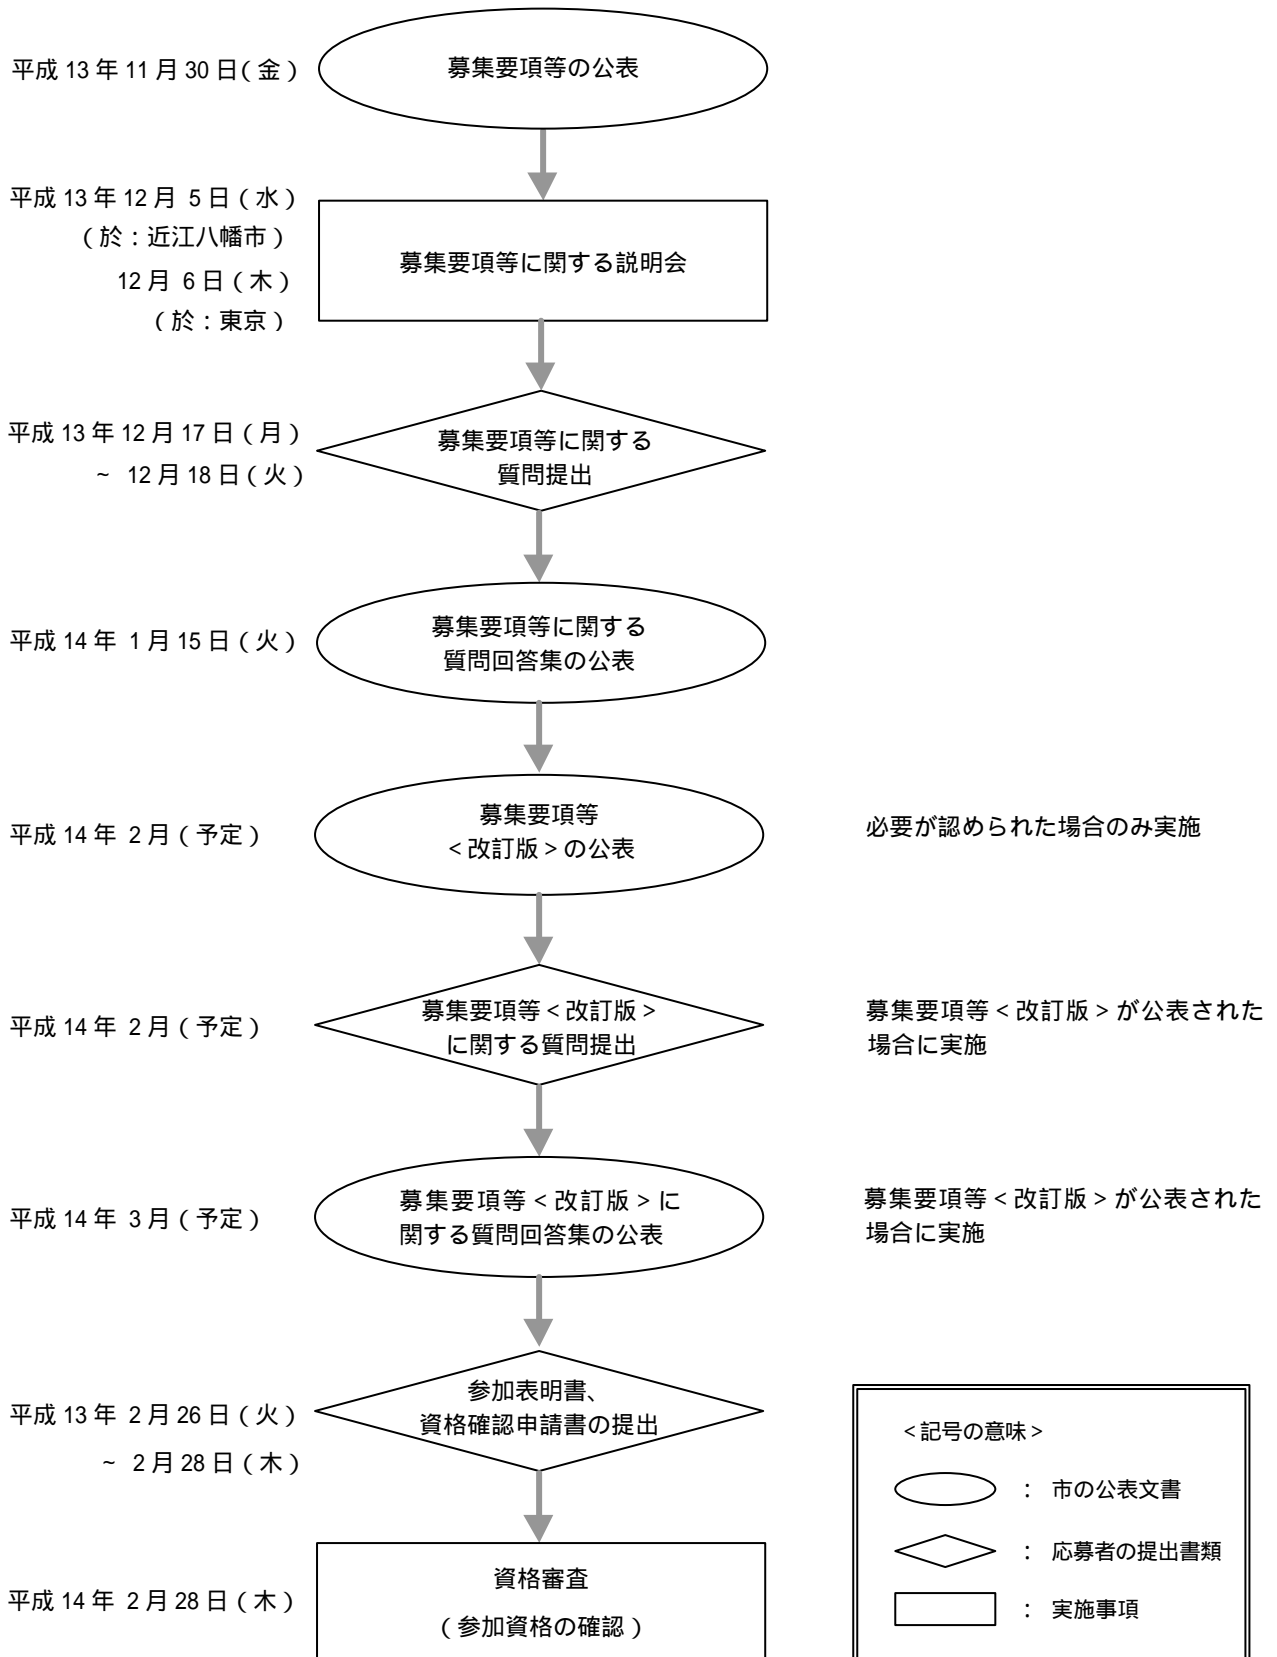 平成 13 年 11 月 30 日( 金 )
募集要項等の公表
平成 13 年 12 月 5 日 ( 水 )
( 於 : 近江八幡市 )
12 月 6 日 ( 木 )
( 於 : 東京 )
募集要項等に関する説明会
平成 13 年 12 月 17 日 ( 月 )
~ 12 月 18 日 ( 火 )
募集要項等に関する
質問提出
平成 14 年 1 月 15 日 ( 火 )
募集要項等に関する
質問回答集の公表
平成 14 年 2 月 ( 予定 )
募集要項等
< 改訂版 > の公表
必要が認められた場合のみ実施
平成 14 年 2 月 ( 予定 )
募集要項等 < 改訂版 >
に関する質問提出
募集要項等 < 改訂版 > が公表された
場合に実施
平成 14 年 3 月 ( 予定 )
募集要項等 < 改訂版 > に
関する質問回答集の公表
募集要項等 < 改訂版 > が公表された
場合に実施
平成 13 年 2 月 26 日 ( 火 )
~ 2 月 28 日 ( 木 )
参加表明書、
資格確認申請書の提出
平成 14 年 2 月 28 日 ( 木 )
資格審査
( 参加資格の確認 )
< 記号の意味 >
: 市の公表文書
: 応募者の提出書類
: 実施事項